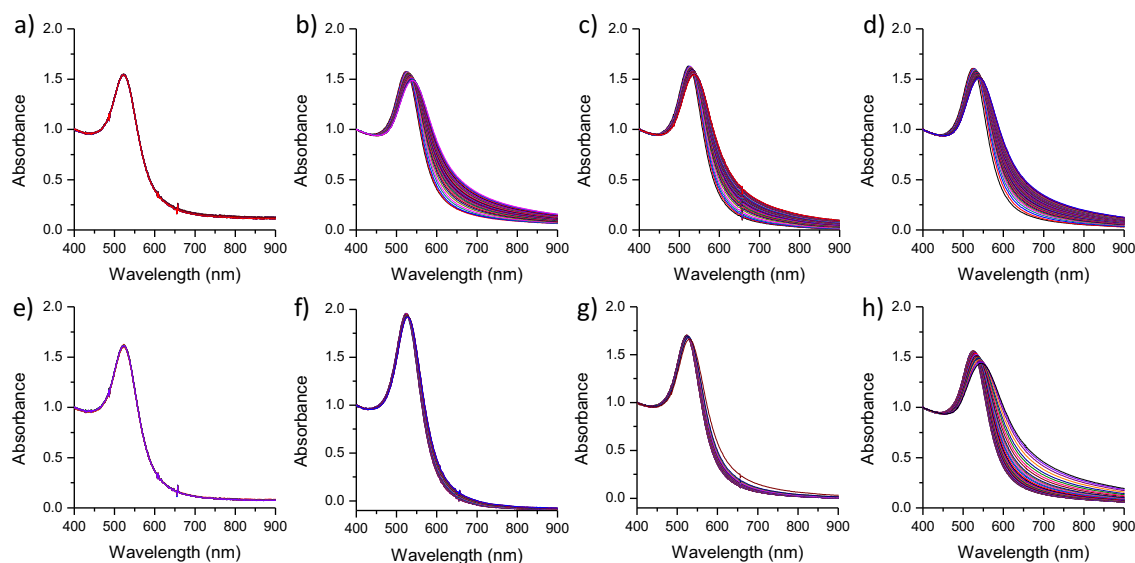 a) b) c) d)
2.0 2.0 2.0 2.0
1.5 1.5 1.5 1.5
1.0 1.0 1.0 1.0
0.5 0.5 0.5 0.5
0.0 0.0 0.0 0.0
400 500 600 700 800 900 400 500 600 700 800 900 400 500 600 700 800 900 400 500 600 700 800 900
Absorbance Absorbance Absorbance Absorbance
Wavelength (nm) Wavelength (nm) Wavelength (nm) Wavelength (nm)
e) f) g) h)
2.0 2.0 2.0 2.0
1.5 1.5 1.5 1.5
1.0 1.0 1.0 1.0
0.5 0.5 0.5 0.5
0.0 0.0 0.0 0.0
400 500 600 700 800 900 400 500 600 700 800 900 400 500 600 700 800 900 400 500 600 700 800 900
Absorbance Absorbance Absorbance Absorbance
Wavelength (nm) Wavelength (nm) Wavelength (nm) Wavelength (nm)